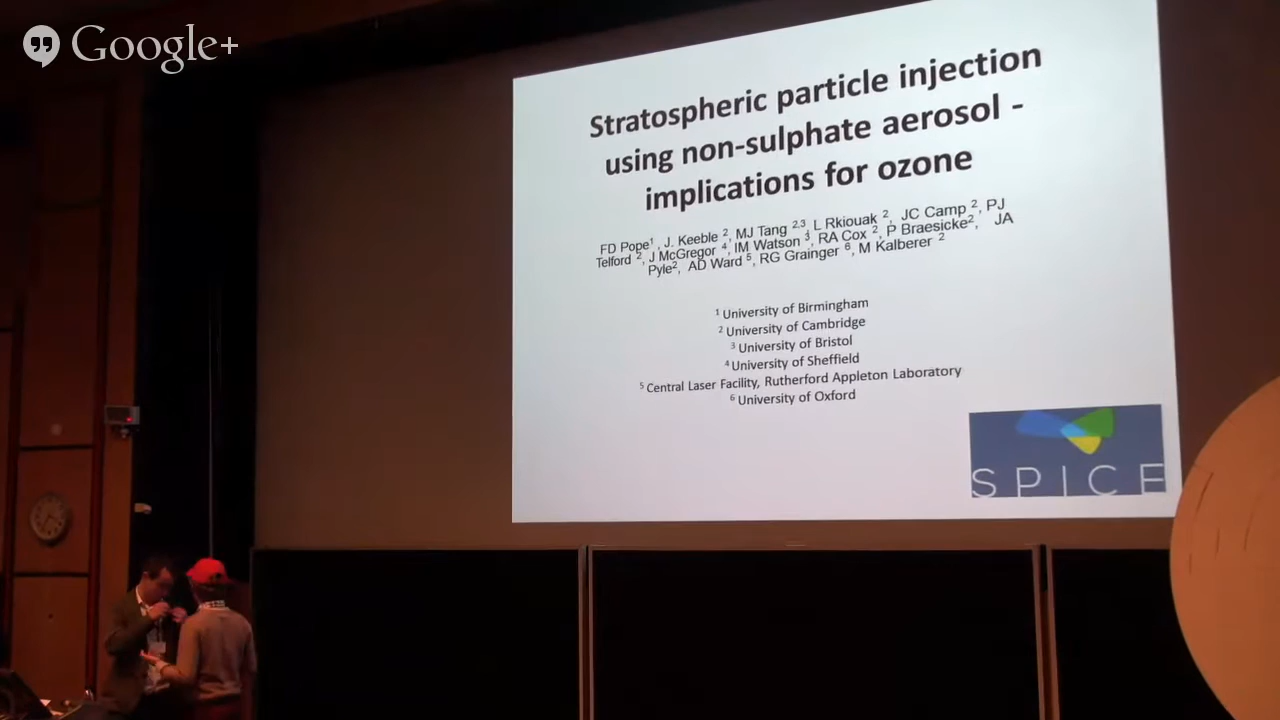 Google+
Stratospheric particle injection
using non-sulphate aerosol -
implications for ozone
FD Pope1, J. Keeble 2, MJ Tang 2,3, L Rkiouak 2, JC Camp 2, PJ
Telford 2, J McGregor 4, IM Watson 3, RA Cox 2, P Braesicke2, JA
Pyle2, AD Ward 5, RG Grainger 6, M Kalberer 2
1 University of Birmingham
2 University of Cambridge
3 University of Bristol
4 University of Sheffield
5 Central Laser Facility, Rutherford Appleton Laboratory
6 University of Oxford
SPICE